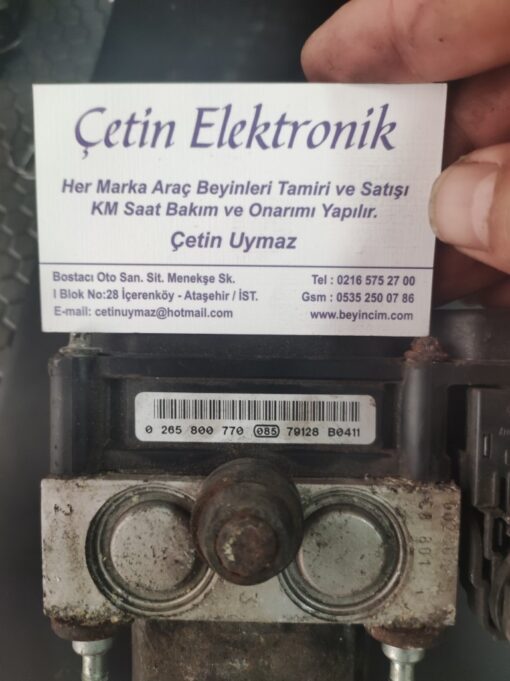 Çetin Elektronik
Her Marka Araç Beyinleri Tamiri ve Satışı
KM Saat Bakım ve Onarımı Yapılır.
Çetin Uymaz
Bostacı Oto San. Sit. Menekşe Sk.
I Blok No:28 İçerenköy - Ataşehir / İST.
E-mail: cetinuymaz@hotmail.com
Tel : 0216 575 27 00
Gsm : 0535 250 07 86
www.beyincim.com
0 265 800 770 085 79128 B0411
3